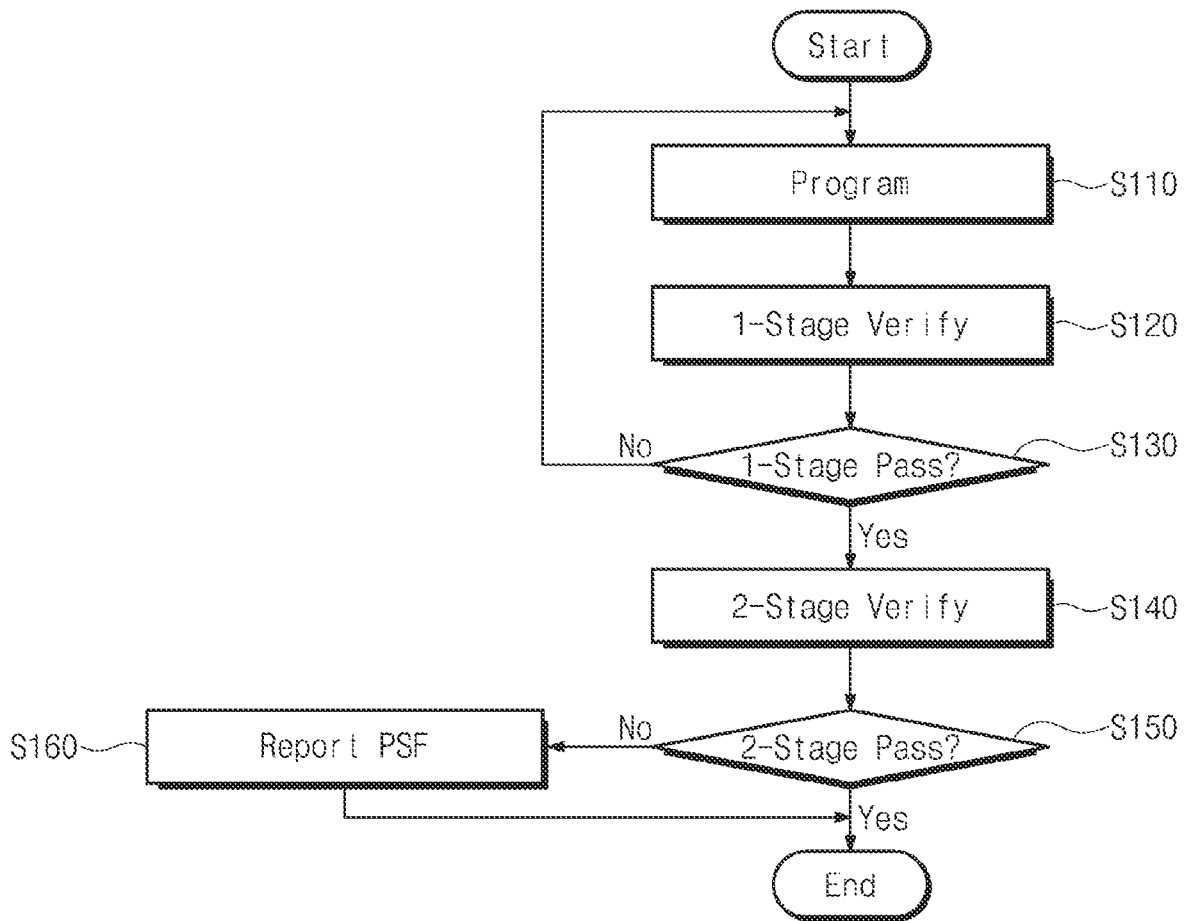 Start
Program
S110
1-Stage Verify
S120
No
1-Stage Pass?
S130
Yes
2-Stage Verify
S140
S160
Report PSF
No
2-Stage Pass?
S150
Yes
End